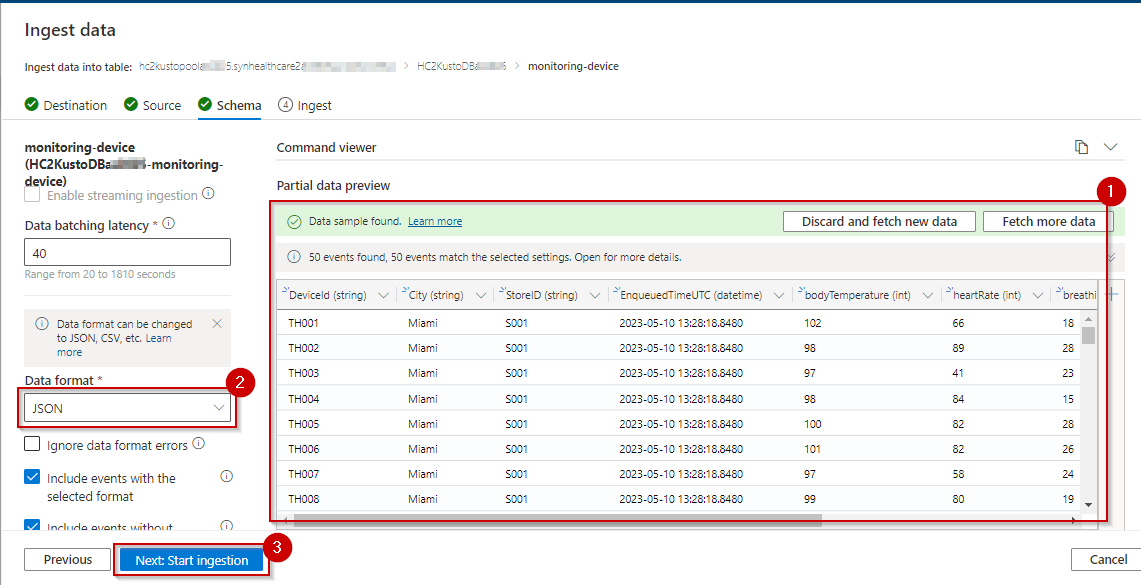 Ingest data
Ingest data into table: hc2kustopool 5.synhealthcare2 > HC2KustoDBa > monitoring-device
Destination Source Schema 4 Ingest
monitoring-device
(HC2KustoDBa -monitoring-
device)
Enable streaming ingestion
Data batching latency *
40
Range from 20 to 1810 seconds
Data format can be changed
to JSON, CSV, etc. Learn
more
Data format *
2
JSON
Ignore data format errors
Include events with the
selected format
Include events without
Command viewer
Partial data preview
1
Data sample found. Learn more Discard and fetch new data Fetch more data
50 events found, 50 events match the selected settings. Open for more details.
DeviceId (string) City (string) StoreID (string) EnqueuedTimeUTC (datetime) bodyTemperature (int) heartRate (int) breathi
TH001 Miami S001 2023-05-10 13:28:18.8480 102 66 18
TH002 Miami S001 2023-05-10 13:28:18.8480 98 89 28
TH003 Miami S001 2023-05-10 13:28:18.8480 97 41 23
TH004 Miami S001 2023-05-10 13:28:18.8480 98 84 15
TH005 Miami S001 2023-05-10 13:28:18.8480 100 82 28
TH006 Miami S001 2023-05-10 13:28:18.8480 101 82 26
TH007 Miami S001 2023-05-10 13:28:18.8480 97 58 24
TH008 Miami S001 2023-05-10 13:28:18.8480 99 80 19
Previous Next: Start ingestion 3 Cancel